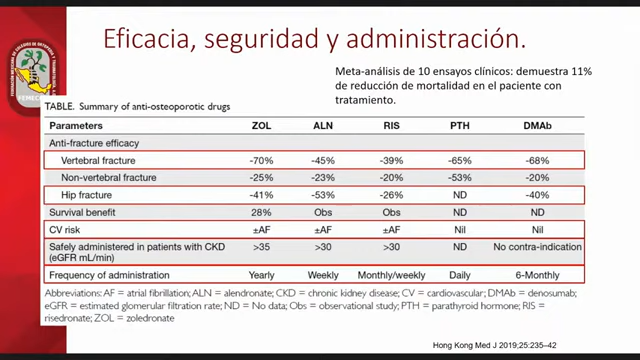 Eficacia, seguridad y administración.
Meta-análisis de 10 ensayos clínicos: demuestra 11%
de reducción de mortalidad en el paciente con
tratamiento.
TABLE. Summary of anti-osteoporotic drugs
Parameters ZOL ALN RIS PTH DMAb
Anti-fracture efficacy
Vertebral fracture -70% -45% -39% -65% -68%
Non-vertebral fracture -25% -23% -20% -53% -20%
Hip fracture -41% -53% -26% ND -40%
Survival benefit 28% Obs Obs ND ND
CV risk ±AF ±AF ±AF Nil Nil
Safely administered in patients with CKD >35 >30 >30 ND No contra-indication
(eGFR mL/min)
Frequency of administration Yearly Weekly Monthly/weekly Daily 6-Monthly
Abbreviations: AF = atrial fibrillation; ALN = alendronate; CKD = chronic kidney disease; CV = cardiovascular; DMAb = denosumab;
eGFR = estimated glomerular filtration rate; ND = No data; Obs = observational study; PTH = parathyroid hormone; RIS =
risedronate; ZOL = zoledronate
Hong Kong Med J 2019;25:235–42